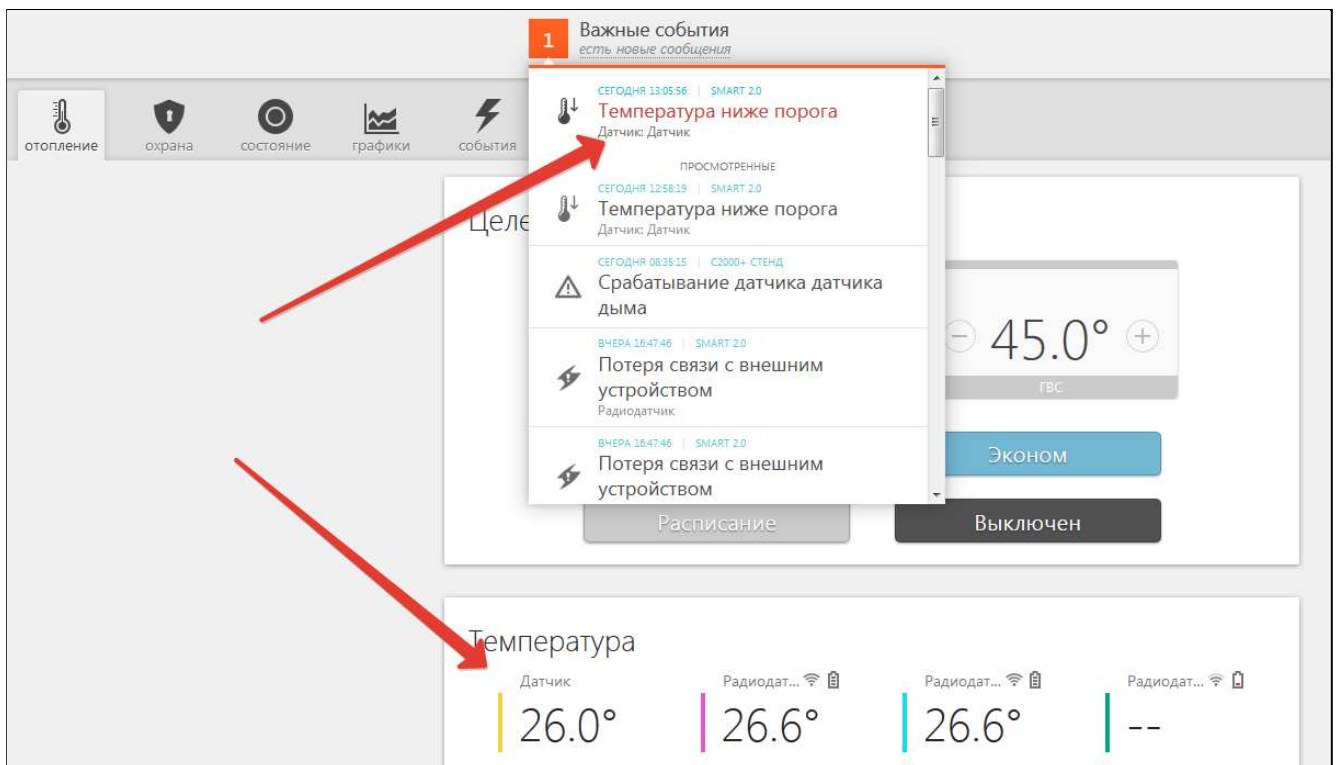 1
Важные события
есть новые сообщения
СЕГОДНЯ 13:05:56 | SMART 2.0
Температура ниже порога
Датчик: Датчик
отопление
охрана
состояние
графики
события
ПРОСМОТРЕННЫЕ
СЕГОДНЯ 12:58:19 | SMART 2.0
Температура ниже порога
Датчик: Датчик
Целе
СЕГОДНЯ 08:35:15 | С2000+ СТЕНД
Срабатывание датчика датчика
дыма
ВЧЕРА 16:47:46 | SMART 2.0
Потеря связи с внешним
устройством
Радиодатчик
45.0°
ГВС
ВЧЕРА 16:47:46 | SMART 2.0
Потеря связи с внешним
устройством
Эконом
Расписание
Выключен
Температура
Датчик
Радиодат...
Радиодат...
Радиодат...
26.0°
26.6°
26.6°
--